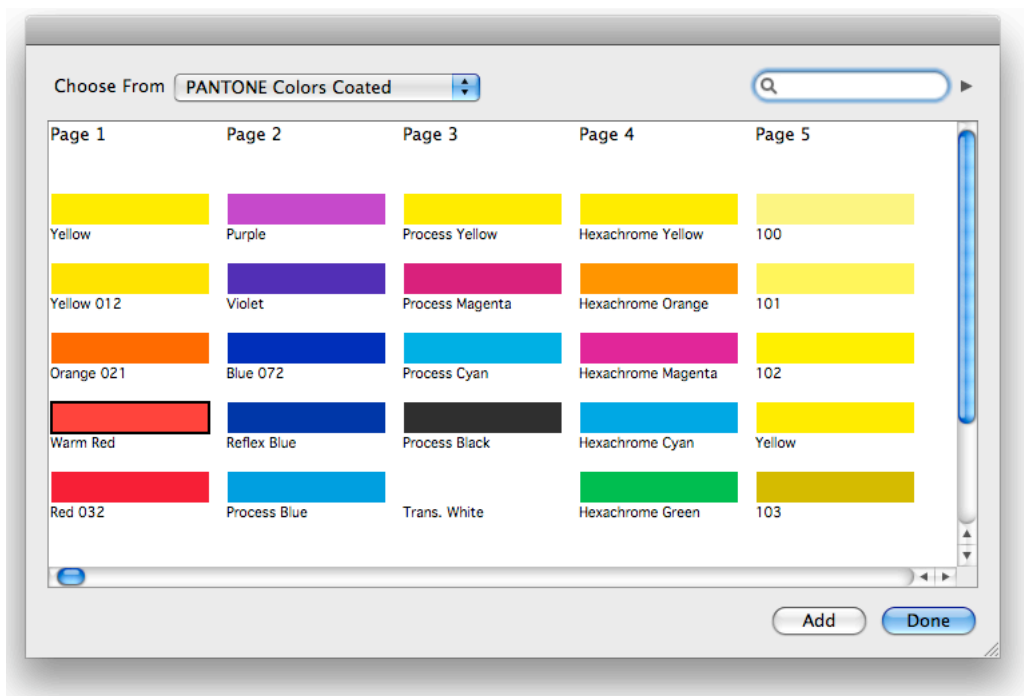 Choose From PANTONE Colors Coated
Page 1 Page 2 Page 3 Page 4 Page 5
Yellow Purple Process Yellow Hexachrome Yellow 100
Yellow 012 Violet Process Magenta Hexachrome Orange 101
Orange 021 Blue 072 Process Cyan Hexachrome Magenta 102
Warm Red Reflex Blue Process Black Hexachrome Cyan Yellow
Red 032 Process Blue Trans. White Hexachrome Green 103
Add Done